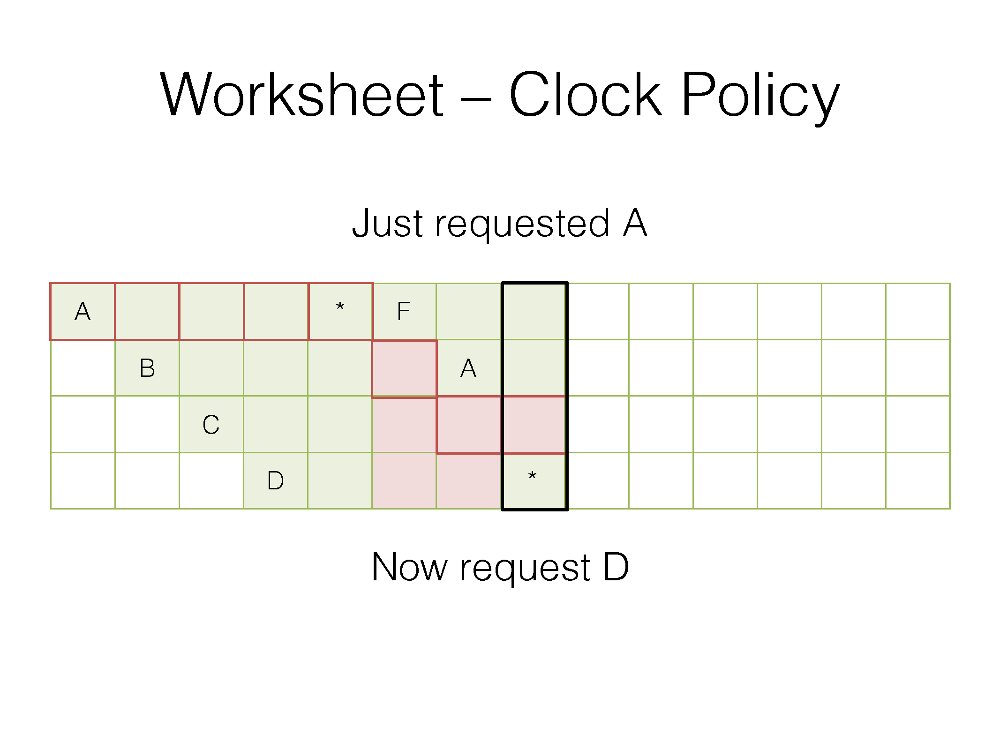 Worksheet – Clock Policy
Just requested A
A * F
B A
C
D *
Now request D